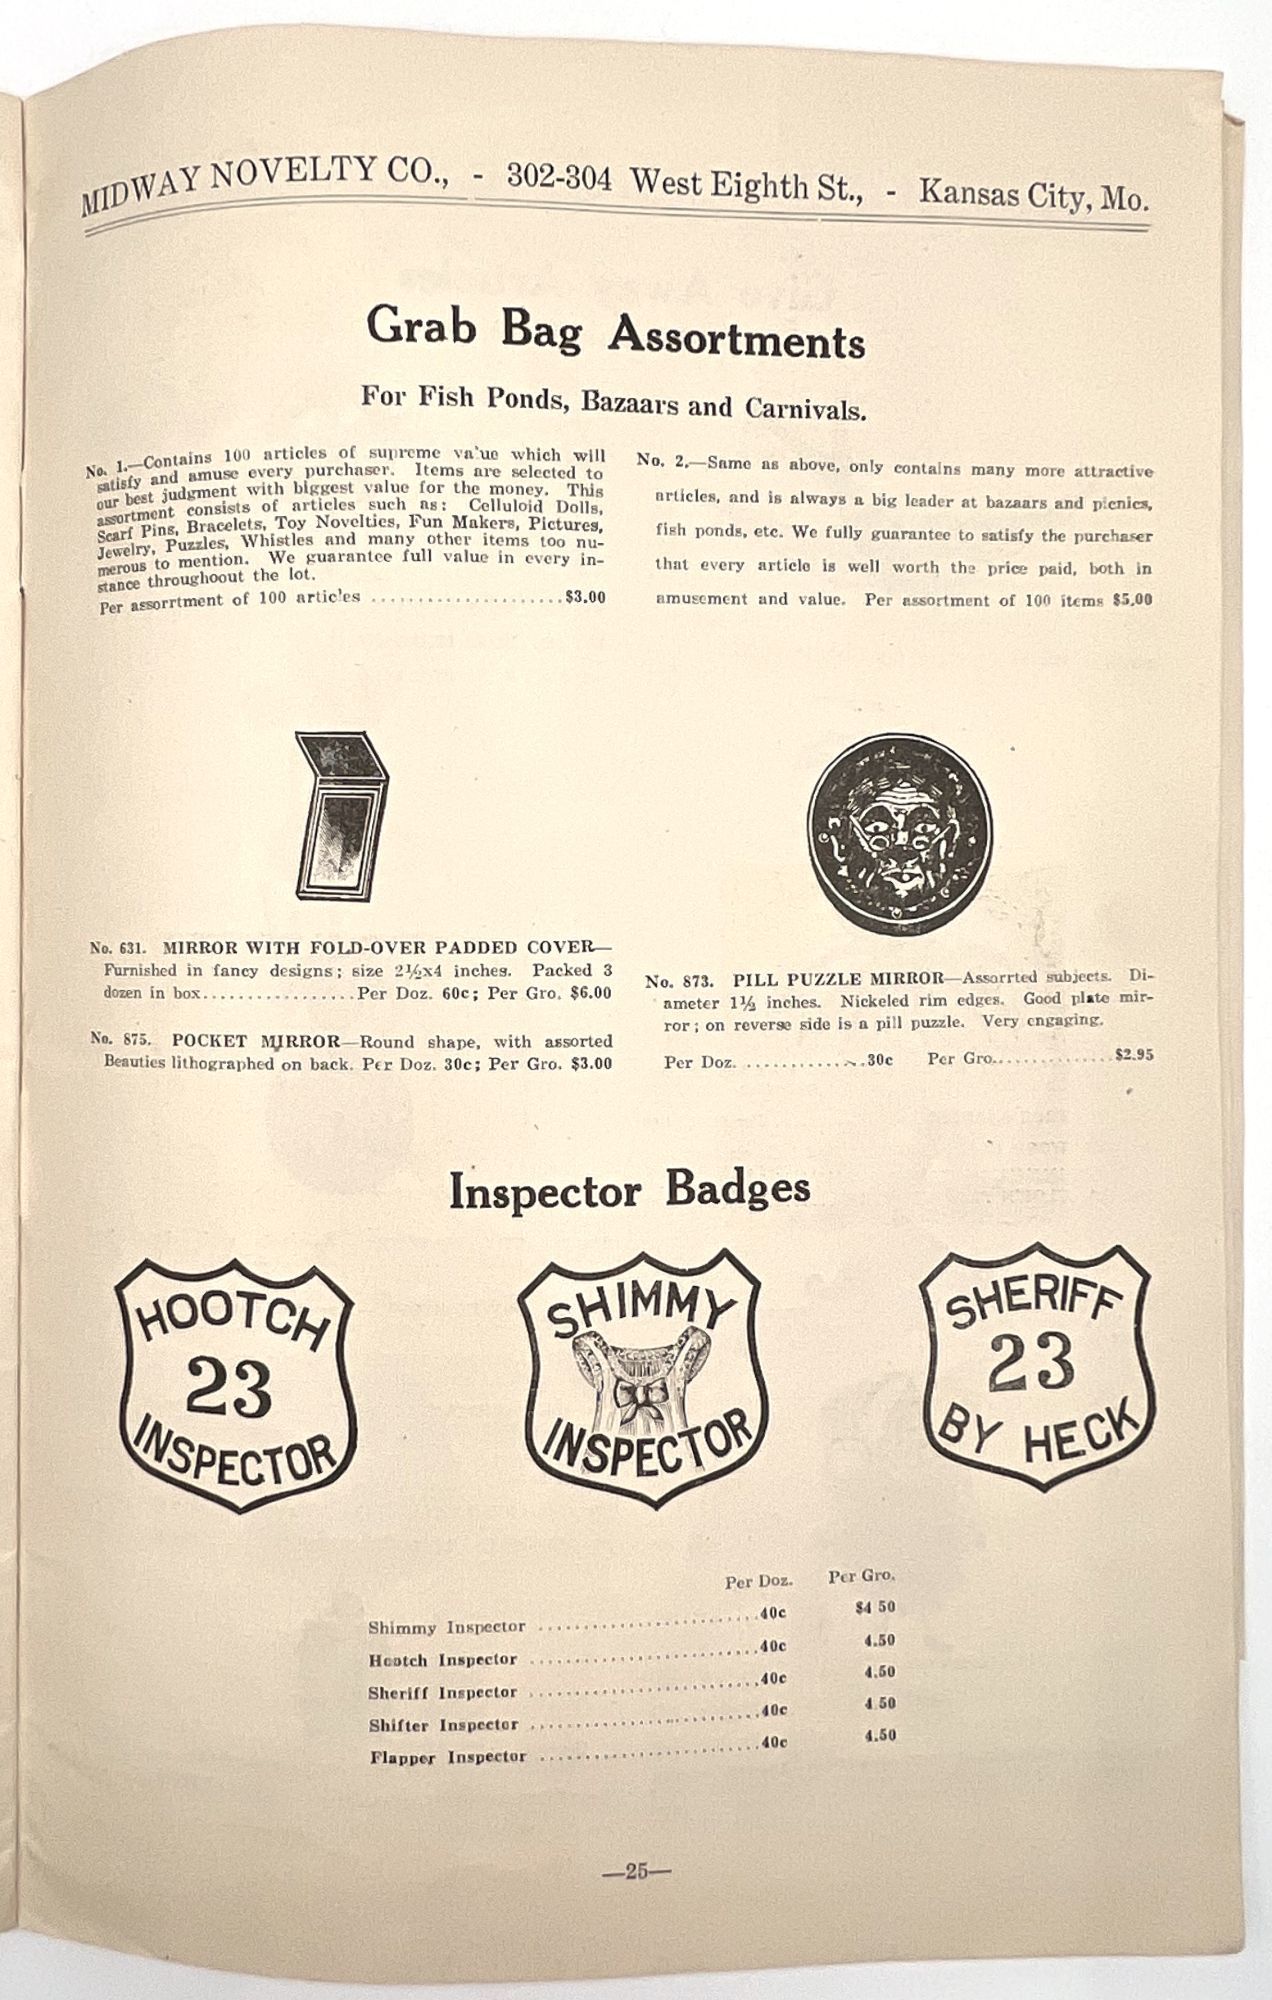 MIDWAY NOVELTY CO., - 302-304 West Eighth St., - Kansas City, Mo.
Grab Bag Assortments
For Fish Ponds, Bazaars and Carnivals.
No. 1.—Contains 100 articles of supreme value which will
satisfy and amuse every purchaser. Items are selected to
our best judgment with biggest value for the money. This
assortment consists of articles such as: Celluloid Dolls,
Scarf Pins, Bracelets, Toy Novelties, Fun Makers, Pictures,
Jewelry, Puzzles, Whistles and many other items too nu-
merous to mention. We guarantee full value in every in-
stance throughoout the lot.
Per assorrtment of 100 articles .....................$3.00
No. 2.—Same as above, only contains many more attractive
articles, and is always a big leader at bazaars and picnics,
fish ponds, etc. We fully guarantee to satisfy the purchaser
that every article is well worth the price paid, both in
amusement and value. Per assortment of 100 items $5.00
No. 631. MIRROR WITH FOLD-OVER PADDED COVER—
Furnished in fancy designs; size 2½x4 inches. Packed 3
dozen in box.................Per Doz. 60c; Per Gro. $6.00
No. 875. POCKET MIRROR—Round shape, with assorted
Beauties lithographed on back. Per Doz. 30c; Per Gro. $3.00
No. 873. PILL PUZZLE MIRROR—Assorrted subjects. Di-
ameter 1½ inches. Nickeled rim edges. Good plate mir-
ror; on reverse side is a pill puzzle. Very engaging.
Per Doz. ..............30c Per Gro...............$2.95
Inspector Badges
HOOTCH
23
INSPECTOR
SHIMMY
INSPECTOR
SHERIFF
23
BY HECK
Per Doz. Per Gro.
Shimmy Inspector ..........................40c $4 50
Hootch Inspector ...........................40c 4.50
Sheriff Inspector ...........................40c 4.50
Shifter Inspector ...........................40c 4 50
Flapper Inspector ..........................40c 4.50
—25—